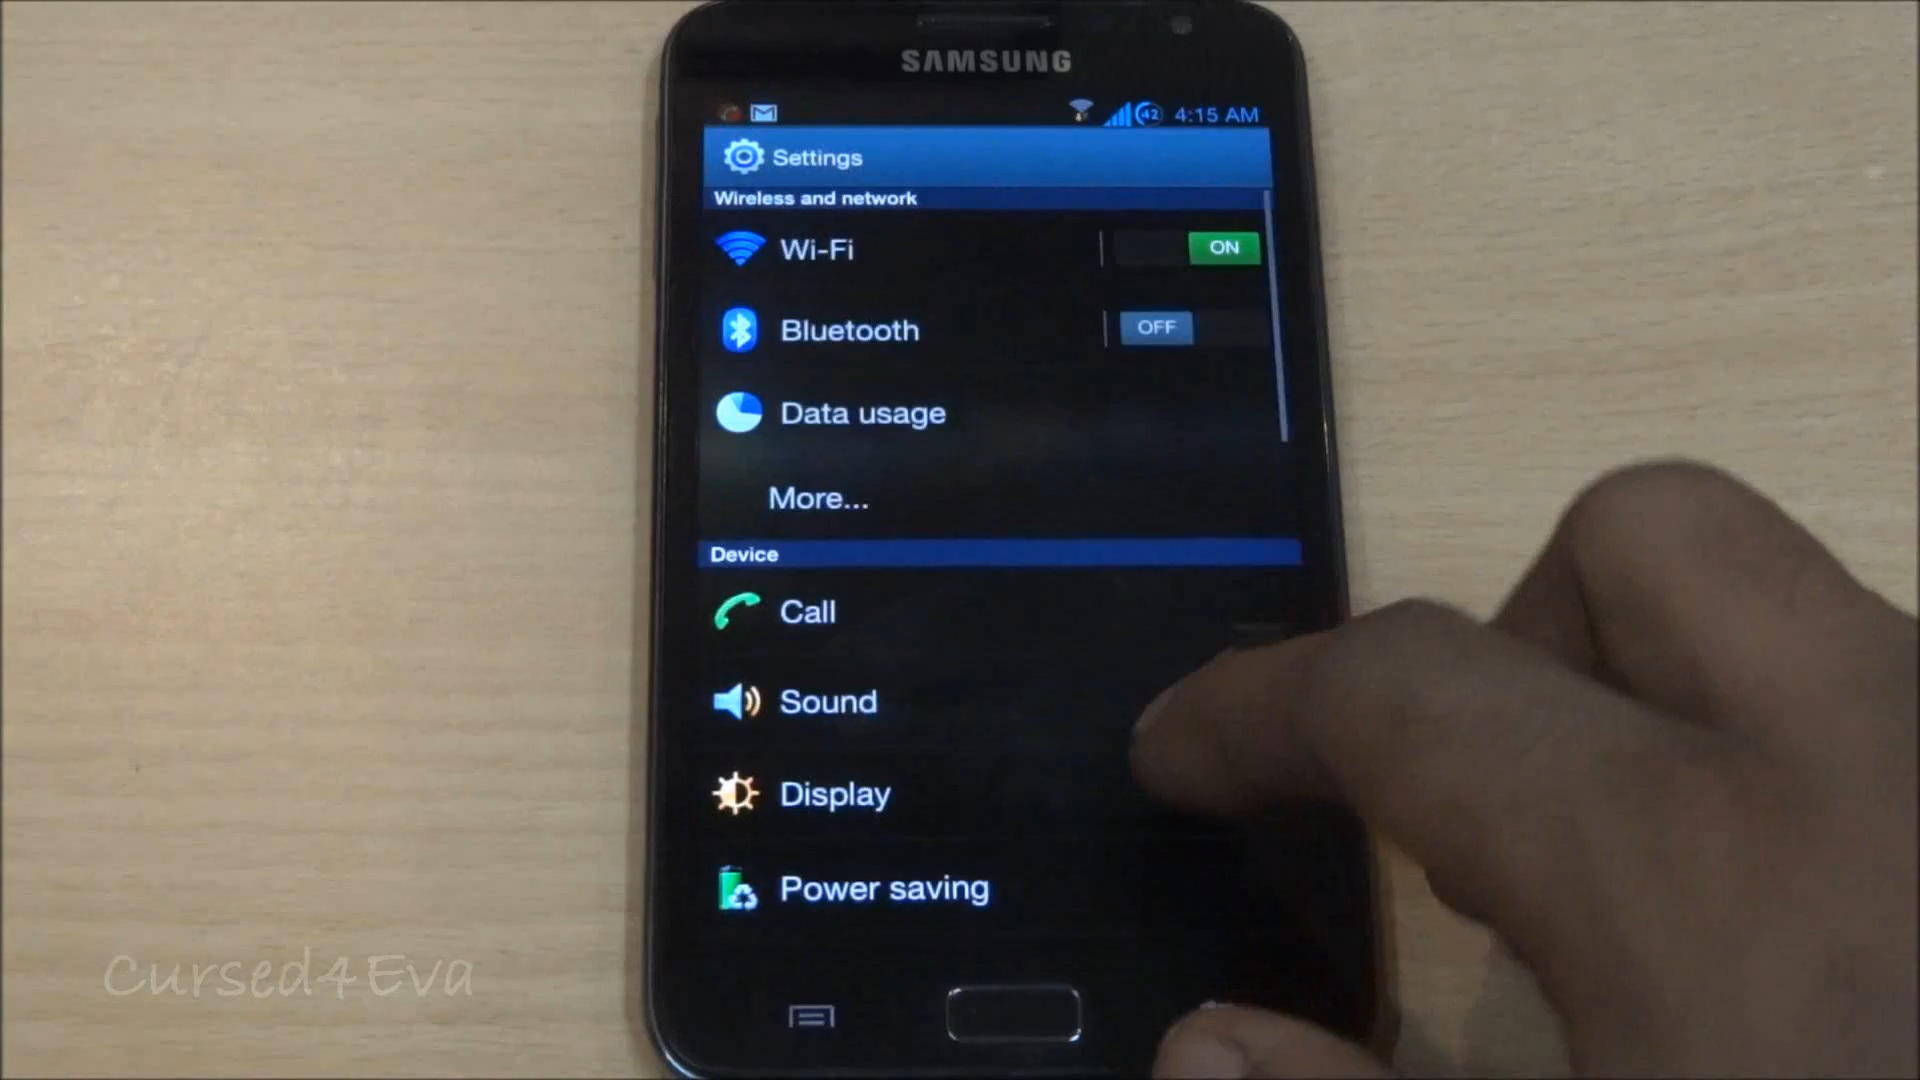 SAMSUNG
42 4:15 AM
Settings
Wireless and network
Wi-Fi ON
Bluetooth OFF
Data usage
More...
Device
Call
Sound
Display
Power saving
Cursed4Eva